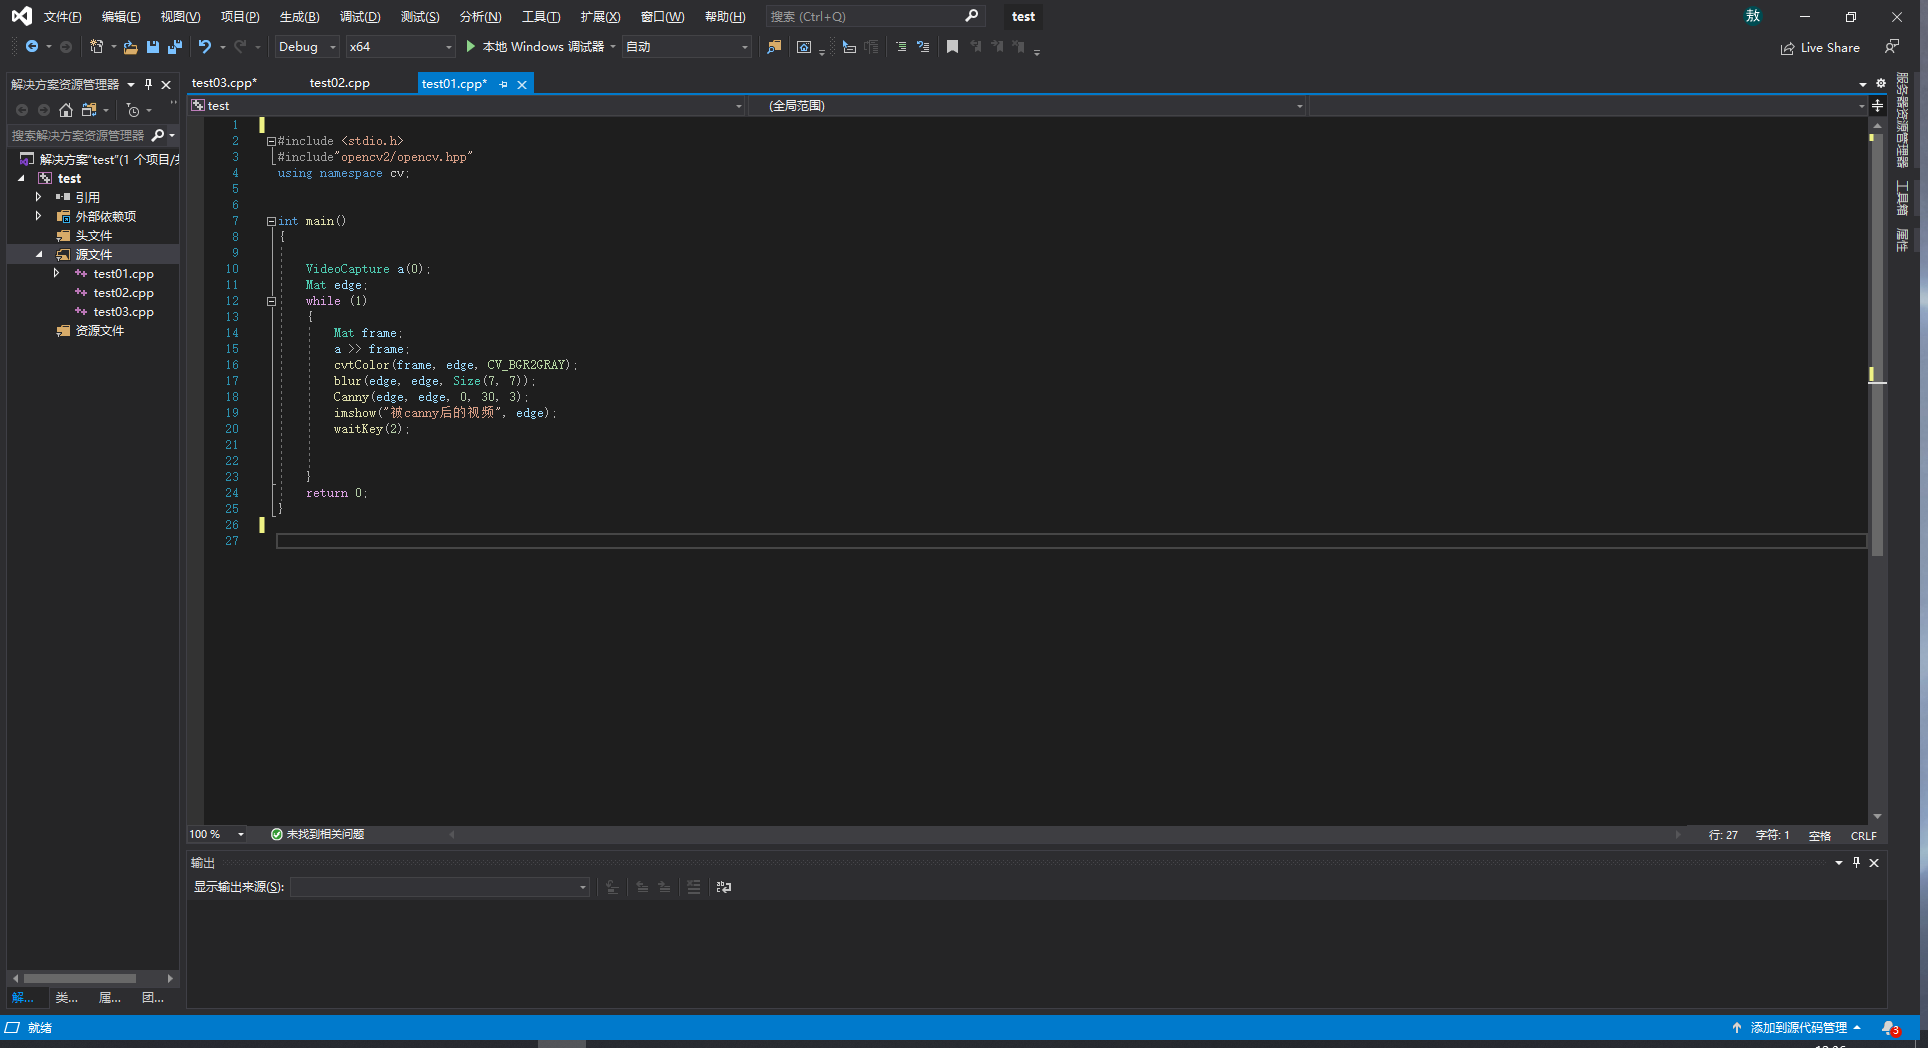 文件(F) 编辑(E) 视图(V) 项目(P) 生成(B) 调试(D) 测试(S) 分析(N) 工具(T) 扩展(X) 窗口(W) 帮助(H) 搜索 (Ctrl+Q) test 敖
Debug x64 本地 Windows 调试器 自动 Live Share
解决方案资源管理器
搜索解决方案资源管理器
解决方案"test"(1 个项目/
test
引用
外部依赖项
头文件
源文件
test01.cpp
test02.cpp
test03.cpp
资源文件
解... 类... 属... 团...
test03.cpp* test02.cpp test01.cpp*
test (全局范围)
1
2 #include <stdio.h>
3 #include"opencv2/opencv.hpp"
4 using namespace cv;
5
6
7 int main()
8 {
9
10 VideoCapture a(0);
11 Mat edge;
12 while (1)
13 {
14 Mat frame;
15 a >> frame;
16 cvtColor(frame, edge, CV_BGR2GRAY);
17 blur(edge, edge, Size(7, 7));
18 Canny(edge, edge, 0, 30, 3);
19 imshow("被canny后的视频", edge);
20 waitKey(2);
21
22
23 }
24 return 0;
25 }
26
27
100 % 未找到相关问题 行: 27 字符: 1 空格 CRLF
输出
显示输出来源(S):
服务器资源管理器
工具箱
属性
就绪 添加到源代码管理 3